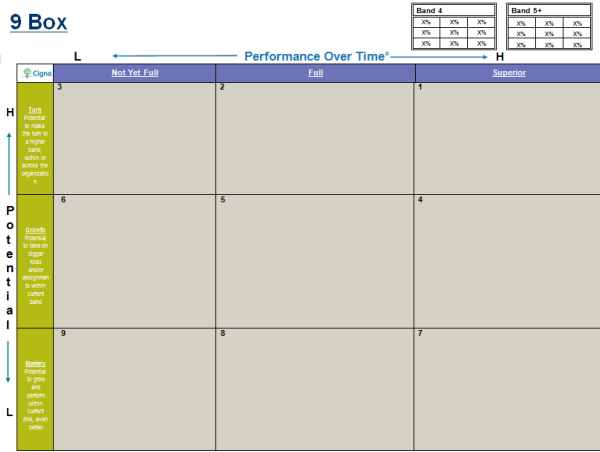 9 Box
Band 4
X% X% X%
X% X% X%
X% X% X%
Band 5+
X% X% X%
X% X% X%
X% X% X%
L
Performance Over Time*
H
Cigna.
Not Yet Full
Full
Superior
H
Potential
L
Turn
Potential
to make
the turn to
a higher
band,
within or
across the
organizatio
n
3
2
1
Growth
Potential
to take on
bigger
roles
and/or
assignmen
ts within
current
band
6
5
4
Mastery
Potential
to grow
and
perform
within
current
role, even
better
9
8
7